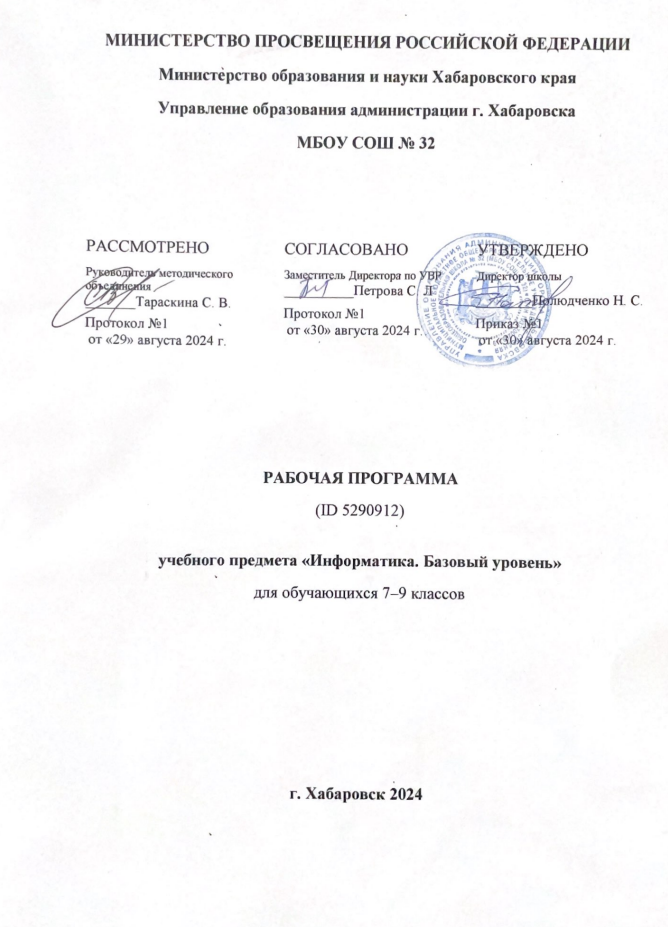 МИНИСТЕРСТВО ПРОСВЕЩЕНИЯ РОССИЙСКОЙ ФЕДЕРАЦИИ
Министерство образования и науки Хабаровского края
Управление образования администрации г. Хабаровска
МБОУ СОШ № 32
РАССМОТРЕНО
Руководитель методического
объединения
Тараскина С. В.
Протокол №1
от «29» августа 2024 г.
СОГЛАСОВАНО
Заместитель Директора по УВР
Петрова С. Л
Протокол №1
от «30» августа 2024 г.
УТВЕРЖДЕНО
Директор школы
Полюдченко Н. С.
Приказ №1
от «30» августа 2024 г.
РАБОЧАЯ ПРОГРАММА
(ID 5290912)
учебного предмета «Информатика. Базовый уровень»
для обучающихся 7–9 классов
г. Хабаровск 2024